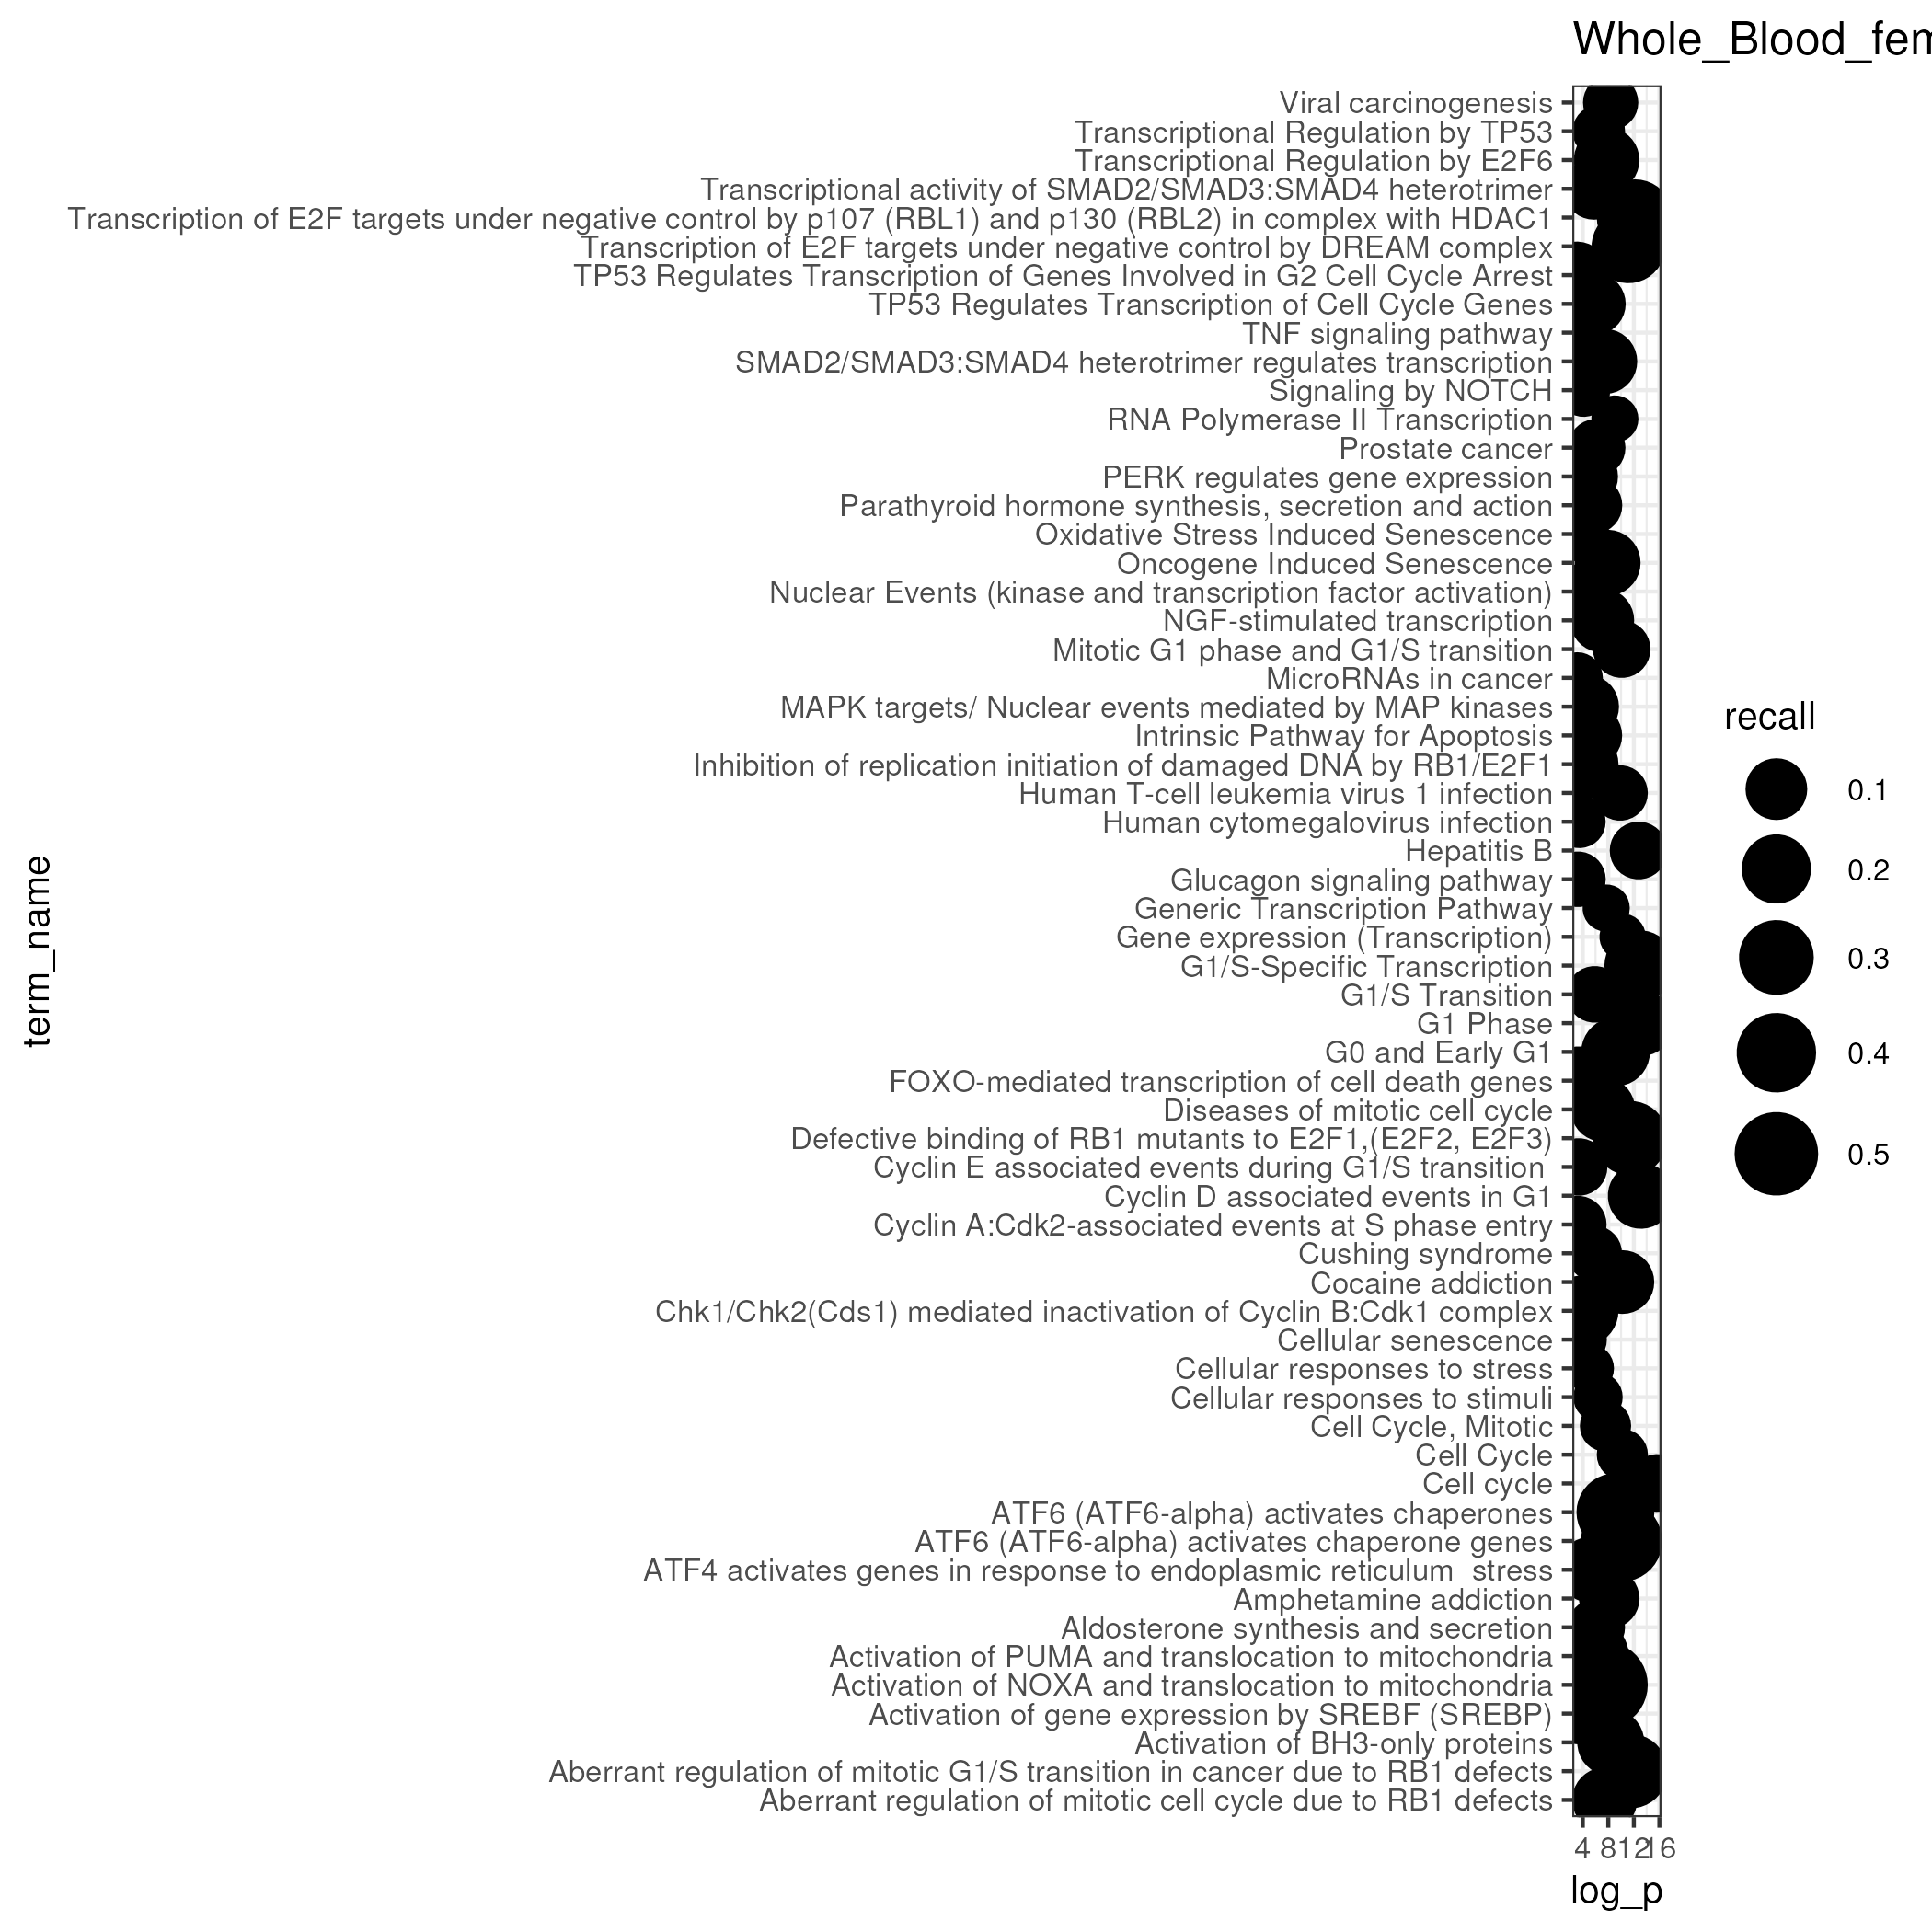 Whole_Blood_fem
Viral carcinogenesis
Transcriptional Regulation by TP53
Transcriptional Regulation by E2F6
Transcriptional activity of SMAD2/SMAD3:SMAD4 heterotrimer
Transcription of E2F targets under negative control by p107 (RBL1) and p130 (RBL2) in complex with HDAC1
Transcription of E2F targets under negative control by DREAM complex
TP53 Regulates Transcription of Genes Involved in G2 Cell Cycle Arrest
TP53 Regulates Transcription of Cell Cycle Genes
TNF signaling pathway
SMAD2/SMAD3:SMAD4 heterotrimer regulates transcription
Signaling by NOTCH
RNA Polymerase II Transcription
Prostate cancer
PERK regulates gene expression
Parathyroid hormone synthesis, secretion and action
Oxidative Stress Induced Senescence
Oncogene Induced Senescence
Nuclear Events (kinase and transcription factor activation)
NGF-stimulated transcription
Mitotic G1 phase and G1/S transition
MicroRNAs in cancer
MAPK targets/ Nuclear events mediated by MAP kinases
Intrinsic Pathway for Apoptosis
Inhibition of replication initiation of damaged DNA by RB1/E2F1
Human T-cell leukemia virus 1 infection
Human cytomegalovirus infection
Hepatitis B
Glucagon signaling pathway
Generic Transcription Pathway
Gene expression (Transcription)
G1/S-Specific Transcription
G1/S Transition
G1 Phase
G0 and Early G1
FOXO-mediated transcription of cell death genes
Diseases of mitotic cell cycle
Defective binding of RB1 mutants to E2F1,(E2F2, E2F3)
Cyclin E associated events during G1/S transition
Cyclin D associated events in G1
Cyclin A:Cdk2-associated events at S phase entry
Cushing syndrome
Cocaine addiction
Chk1/Chk2(Cds1) mediated inactivation of Cyclin B:Cdk1 complex
Cellular senescence
Cellular responses to stress
Cellular responses to stimuli
Cell Cycle, Mitotic
Cell Cycle
Cell cycle
ATF6 (ATF6-alpha) activates chaperones
ATF6 (ATF6-alpha) activates chaperone genes
ATF4 activates genes in response to endoplasmic reticulum  stress
Amphetamine addiction
Aldosterone synthesis and secretion
Activation of PUMA and translocation to mitochondria
Activation of NOXA and translocation to mitochondria
Activation of gene expression by SREBF (SREBP)
Activation of BH3-only proteins
Aberrant regulation of mitotic G1/S transition in cancer due to RB1 defects
Aberrant regulation of mitotic cell cycle due to RB1 defects
term_name
4 8 12 16
log_p
recall
0.1
0.2
0.3
0.4
0.5